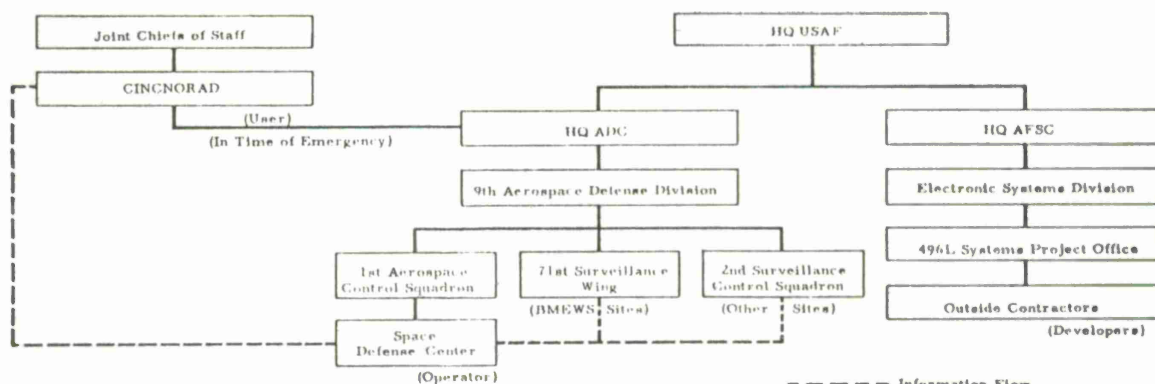 Joint Chiefs of Staff
HQ USAF
CINCNORAD
(User)
(In Time of Emergency)
HQ ADC
HQ AFSC
9th Aerospace Defense Division
Electronic Systems Division
496L Systems Project Office
1st Aerospace
Control Squadron
71st Surveillance
Wing
(BMEWS Sites)
2nd Surveillance
Control Squadron
(Other Sites)
Outside Contractors
(Developers)
Space
Defense Center
(Operator)
Information Flow